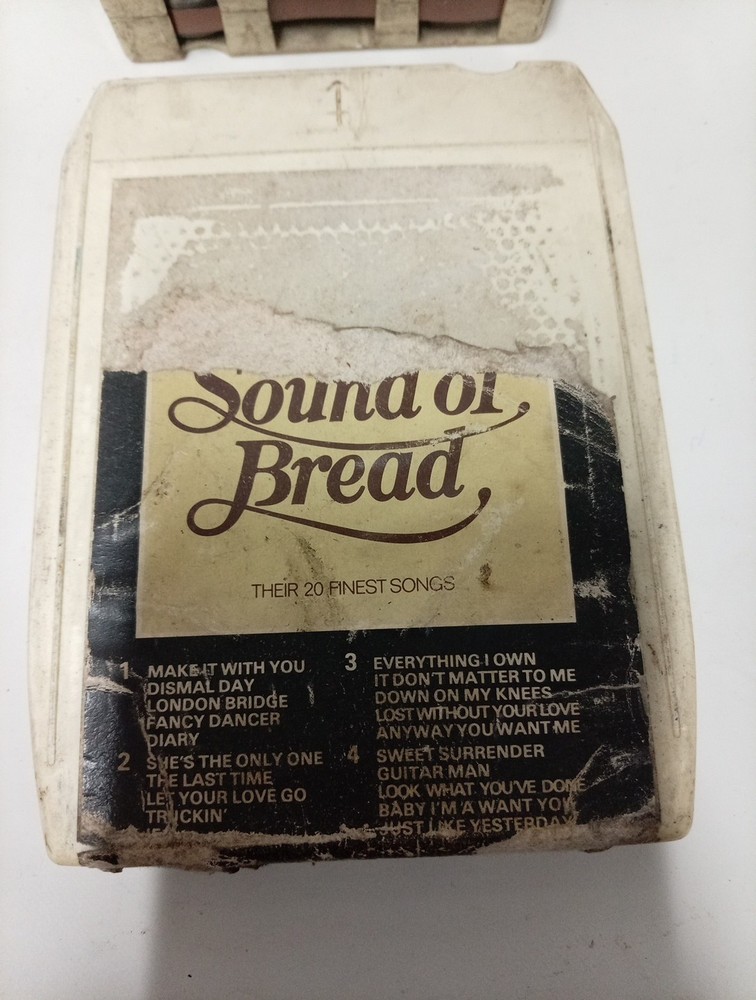 Sound of
Bread
THEIR 20 FINEST SONGS
1 MAKE IT WITH YOU
DISMAL DAY
LONDON BRIDGE
FANCY DANCER
DIARY
2 SHE'S THE ONLY ONE
THE LAST TIME
LET YOUR LOVE GO
TRUCKIN'
3 EVERYTHING I OWN
IT DON'T MATTER TO ME
DOWN ON MY KNEES
LOST WITHOUT YOUR LOVE
ANYWAY YOU WANT ME
4 SWEET SURRENDER
GUITAR MAN
LOOK WHAT YOU'VE DONE
BABY I'M A WANT YOU
JUST LIKE YESTERDAY